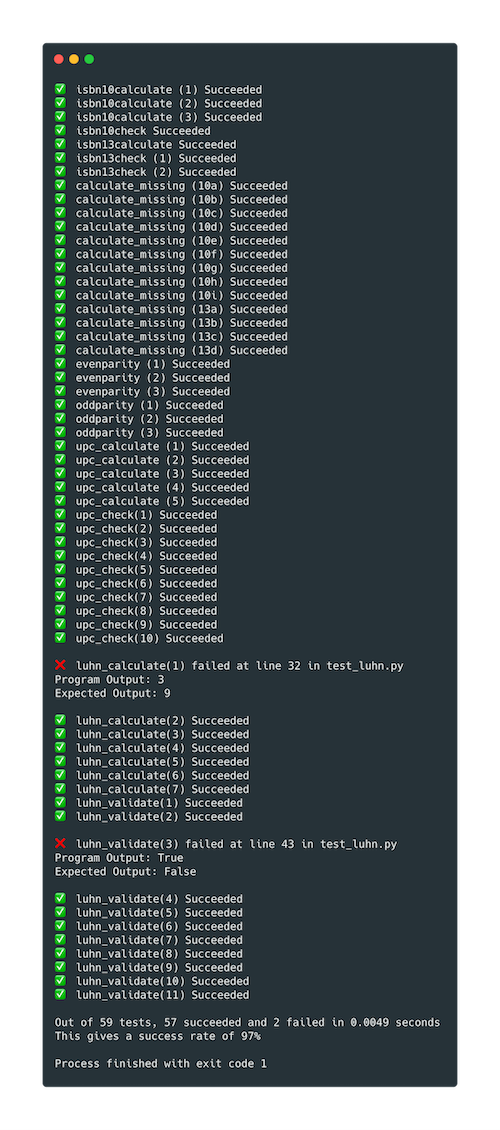 ✅ isbn10calculate (1) Succeeded
✅ isbn10calculate (2) Succeeded
✅ isbn10calculate (3) Succeeded
✅ isbn10check Succeeded
✅ isbn13calculate Succeeded
✅ isbn13check (1) Succeeded
✅ isbn13check (2) Succeeded
✅ calculate_missing (10a) Succeeded
✅ calculate_missing (10b) Succeeded
✅ calculate_missing (10c) Succeeded
✅ calculate_missing (10d) Succeeded
✅ calculate_missing (10e) Succeeded
✅ calculate_missing (10f) Succeeded
✅ calculate_missing (10g) Succeeded
✅ calculate_missing (10h) Succeeded
✅ calculate_missing (10i) Succeeded
✅ calculate_missing (13a) Succeeded
✅ calculate_missing (13b) Succeeded
✅ calculate_missing (13c) Succeeded
✅ calculate_missing (13d) Succeeded
✅ evenparity (1) Succeeded
✅ evenparity (2) Succeeded
✅ evenparity (3) Succeeded
✅ oddparity (1) Succeeded
✅ oddparity (2) Succeeded
✅ oddparity (3) Succeeded
✅ upc_calculate (1) Succeeded
✅ upc_calculate (2) Succeeded
✅ upc_calculate (3) Succeeded
✅ upc_calculate (4) Succeeded
✅ upc_calculate (5) Succeeded
✅ upc_check(1) Succeeded
✅ upc_check(2) Succeeded
✅ upc_check(3) Succeeded
✅ upc_check(4) Succeeded
✅ upc_check(5) Succeeded
✅ upc_check(6) Succeeded
✅ upc_check(7) Succeeded
✅ upc_check(8) Succeeded
✅ upc_check(9) Succeeded
✅ upc_check(10) Succeeded
❌ luhn_calculate(1) failed at line 32 in test_luhn.py
Program Output: 3
Expected Output: 9
✅ luhn_calculate(2) Succeeded
✅ luhn_calculate(3) Succeeded
✅ luhn_calculate(4) Succeeded
✅ luhn_calculate(5) Succeeded
✅ luhn_calculate(6) Succeeded
✅ luhn_calculate(7) Succeeded
✅ luhn_validate(1) Succeeded
✅ luhn_validate(2) Succeeded
❌ luhn_validate(3) failed at line 43 in test_luhn.py
Program Output: True
Expected Output: False
✅ luhn_validate(4) Succeeded
✅ luhn_validate(5) Succeeded
✅ luhn_validate(6) Succeeded
✅ luhn_validate(7) Succeeded
✅ luhn_validate(8) Succeeded
✅ luhn_validate(9) Succeeded
✅ luhn_validate(10) Succeeded
✅ luhn_validate(11) Succeeded
Out of 59 tests, 57 succeeded and 2 failed in 0.0049 seconds
This gives a success rate of 97%
Process finished with exit code 1